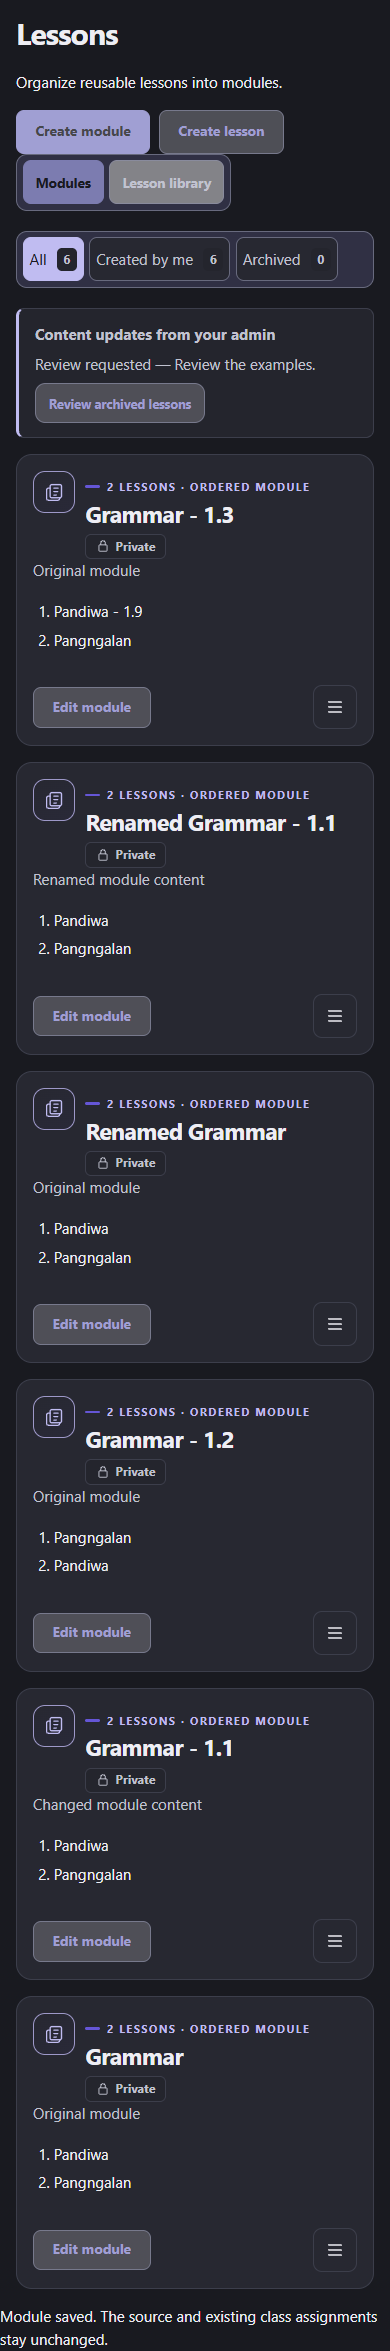 Lessons
Organize reusable lessons into modules.
Create module
Create lesson
Modules
Lesson library
All 6
Created by me 6
Archived 0
Content updates from your admin
Review requested — Review the examples.
Review archived lessons
2 LESSONS · ORDERED MODULE
Grammar - 1.3
Private
Original module
1. Pandiwa - 1.9
2. Pangngalan
Edit module
2 LESSONS · ORDERED MODULE
Renamed Grammar - 1.1
Private
Renamed module content
1. Pandiwa
2. Pangngalan
Edit module
2 LESSONS · ORDERED MODULE
Renamed Grammar
Private
Original module
1. Pandiwa
2. Pangngalan
Edit module
2 LESSONS · ORDERED MODULE
Grammar - 1.2
Private
Original module
1. Pangngalan
2. Pandiwa
Edit module
2 LESSONS · ORDERED MODULE
Grammar - 1.1
Private
Changed module content
1. Pandiwa
2. Pangngalan
Edit module
2 LESSONS · ORDERED MODULE
Grammar
Private
Original module
1. Pandiwa
2. Pangngalan
Edit module
Module saved. The source and existing class assignments
stay unchanged.